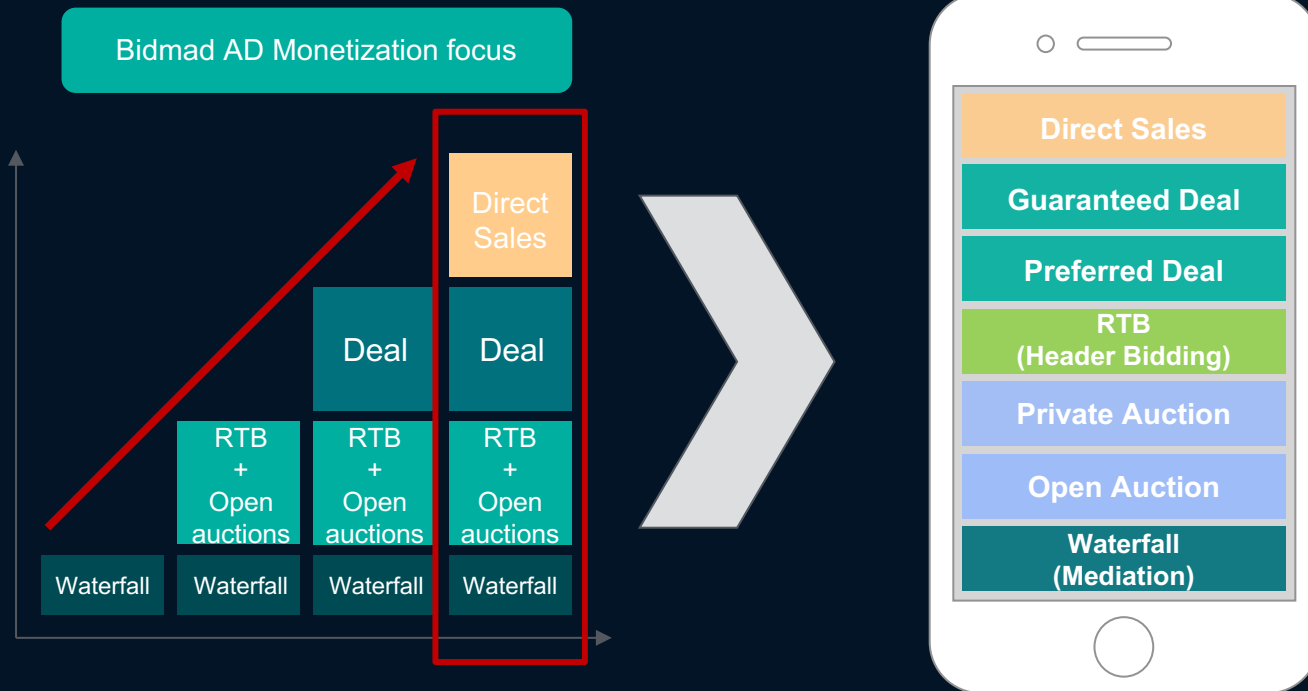 Bidmad AD Monetization focus
Direct
Sales
Deal
Deal
RTB
+
Open
auctions
RTB
+
Open
auctions
RTB
+
Open
auctions
Waterfall
Waterfall
Waterfall
Waterfall
Direct Sales
Guaranteed Deal
Preferred Deal
RTB
(Header Bidding)
Private Auction
Open Auction
Waterfall
(Mediation)